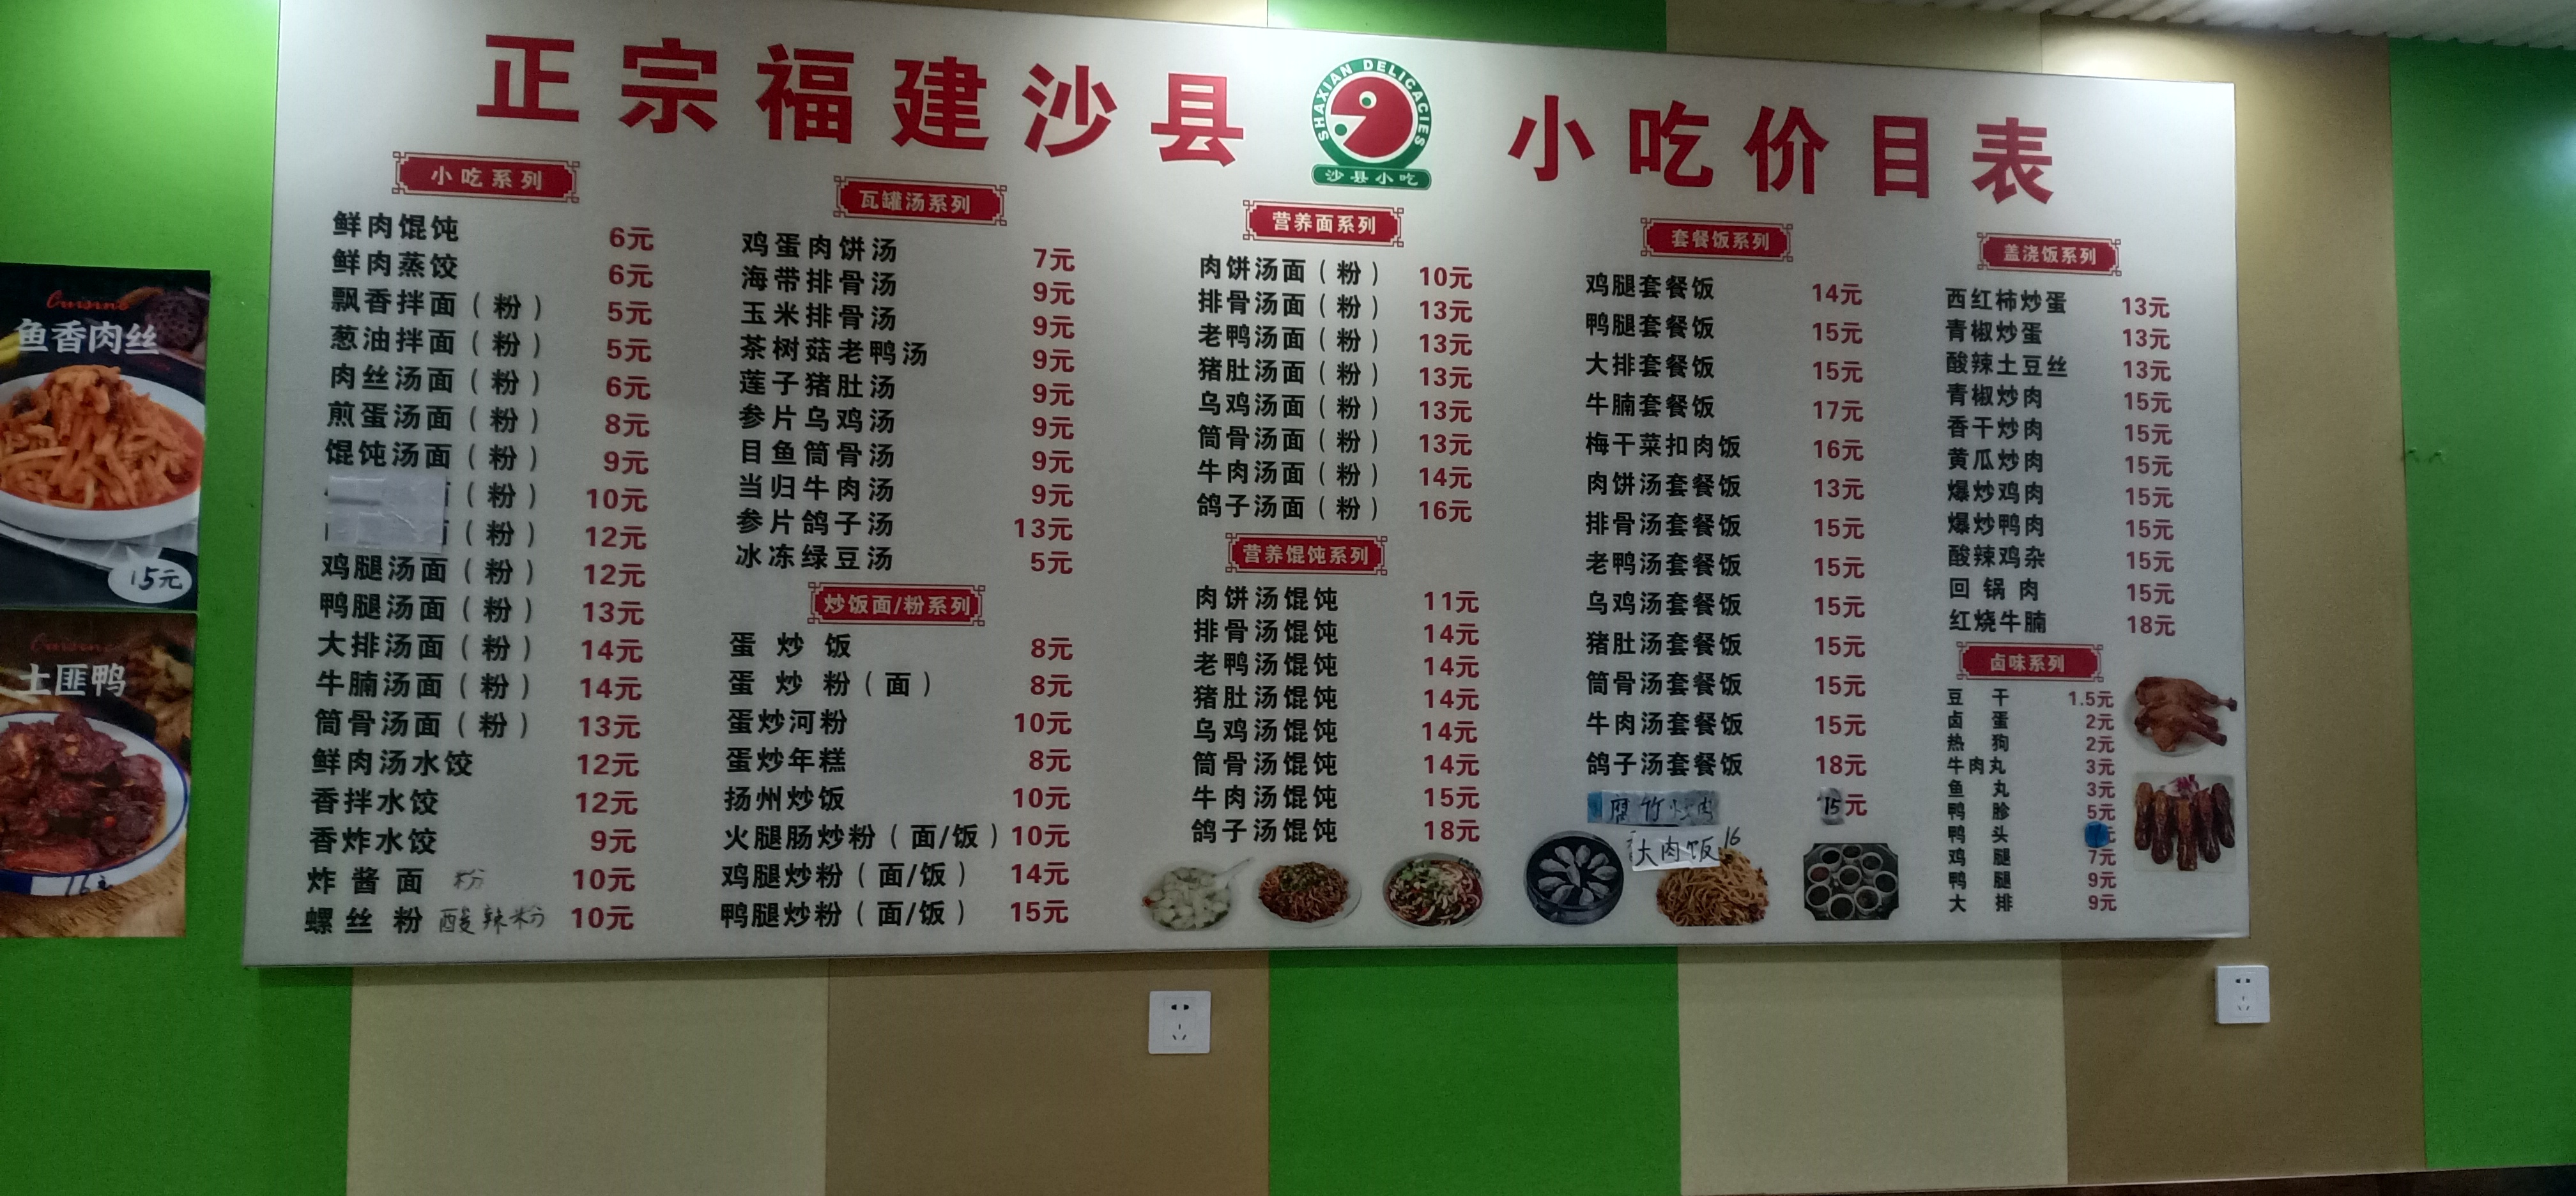 正宗福建沙县
SHAXIAN DELICACIES
沙县小吃
小吃价目表
小吃系列
鲜肉馄饨 6元
鲜肉蒸饺 6元
飘香拌面（粉） 5元
葱油拌面（粉） 5元
肉丝汤面（粉） 6元
煎蛋汤面（粉） 8元
馄饨汤面（粉） 9元
面（粉） 10元
（粉） 12元
鸡腿汤面（粉） 12元
鸭腿汤面（粉） 13元
大排汤面（粉） 14元
牛腩汤面（粉） 14元
筒骨汤面（粉） 13元
鲜肉汤水饺 12元
香拌水饺 12元
香炸水饺 9元
炸酱面 粉 10元
螺丝粉 酸辣粉 10元
瓦罐汤系列
鸡蛋肉饼汤 7元
海带排骨汤 9元
玉米排骨汤 9元
茶树菇老鸭汤 9元
莲子猪肚汤 9元
参片乌鸡汤 9元
目鱼筒骨汤 9元
当归牛肉汤 9元
参片鸽子汤 13元
冰冻绿豆汤 5元
炒饭面/粉系列
蛋炒饭 8元
蛋炒粉（面） 8元
蛋炒河粉 10元
蛋炒年糕 8元
扬州炒饭 10元
火腿肠炒粉（面/饭） 10元
鸡腿炒粉（面/饭） 14元
鸭腿炒粉（面/饭） 15元
营养面系列
肉饼汤面（粉） 10元
排骨汤面（粉） 13元
老鸭汤面（粉） 13元
猪肚汤面（粉） 13元
乌鸡汤面（粉） 13元
筒骨汤面（粉） 13元
牛肉汤面（粉） 14元
鸽子汤面（粉） 16元
营养馄饨系列
肉饼汤馄饨 11元
排骨汤馄饨 14元
老鸭汤馄饨 14元
猪肚汤馄饨 14元
乌鸡汤馄饨 14元
筒骨汤馄饨 14元
牛肉汤馄饨 15元
鸽子汤馄饨 18元
套餐饭系列
鸡腿套餐饭 14元
鸭腿套餐饭 15元
大排套餐饭 15元
牛腩套餐饭 17元
梅干菜扣肉饭 16元
肉饼汤套餐饭 13元
排骨汤套餐饭 15元
老鸭汤套餐饭 15元
乌鸡汤套餐饭 15元
猪肚汤套餐饭 15元
筒骨汤套餐饭 15元
牛肉汤套餐饭 15元
鸽子汤套餐饭 18元
腐竹炒肉 15元
大肉饭 16
盖浇饭系列
西红柿炒蛋 13元
青椒炒蛋 13元
酸辣土豆丝 13元
青椒炒肉 15元
香干炒肉 15元
黄瓜炒肉 15元
爆炒鸡肉 15元
爆炒鸭肉 15元
酸辣鸡杂 15元
回锅肉 15元
红烧牛腩 18元
卤味系列
豆干 1.5元
卤蛋 2元
热狗 2元
牛肉丸 3元
鱼丸 3元
鸭胗 5元
鸭头
鸡腿 7元
鸭腿 9元
大排 9元
Cuisine
鱼香肉丝
15元
Cuisine
土匪鸭
16元